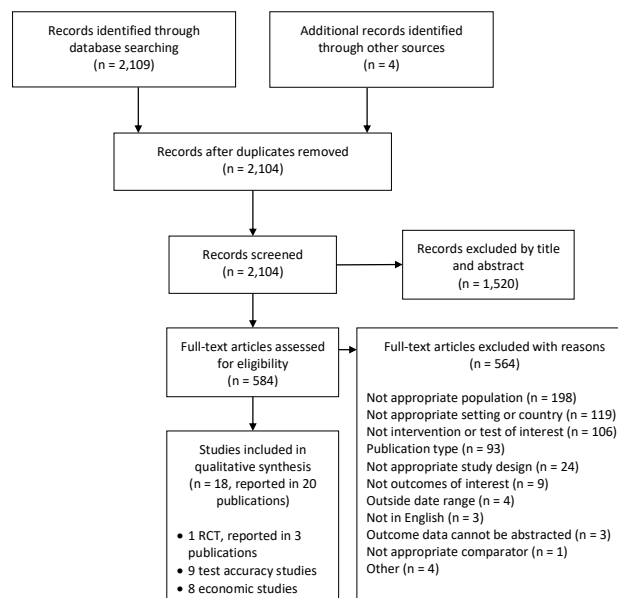 Records identified through
database searching
(n = 2,109)
Additional records identified
through other sources
(n = 4)
Records after duplicates removed
(n = 2,104)
Records screened
(n = 2,104)
Records excluded by title
and abstract
(n = 1,520)
Full-text articles assessed
for eligibility
(n = 584)
Full-text articles excluded with reasons
(n = 564)
Not appropriate population (n = 198)
Not appropriate setting or country (n = 119)
Not intervention or test of interest (n = 106)
Publication type (n = 93)
Not appropriate study design (n = 24)
Not outcomes of interest (n = 9)
Outside date range (n = 4)
Not in English (n = 3)
Outcome data cannot be abstracted (n = 3)
Not appropriate comparator (n = 1)
Other (n = 4)
Studies included in
qualitative synthesis
(n = 18, reported in 20
publications)
• 1 RCT, reported in 3
publications
• 9 test accuracy studies
• 8 economic studies